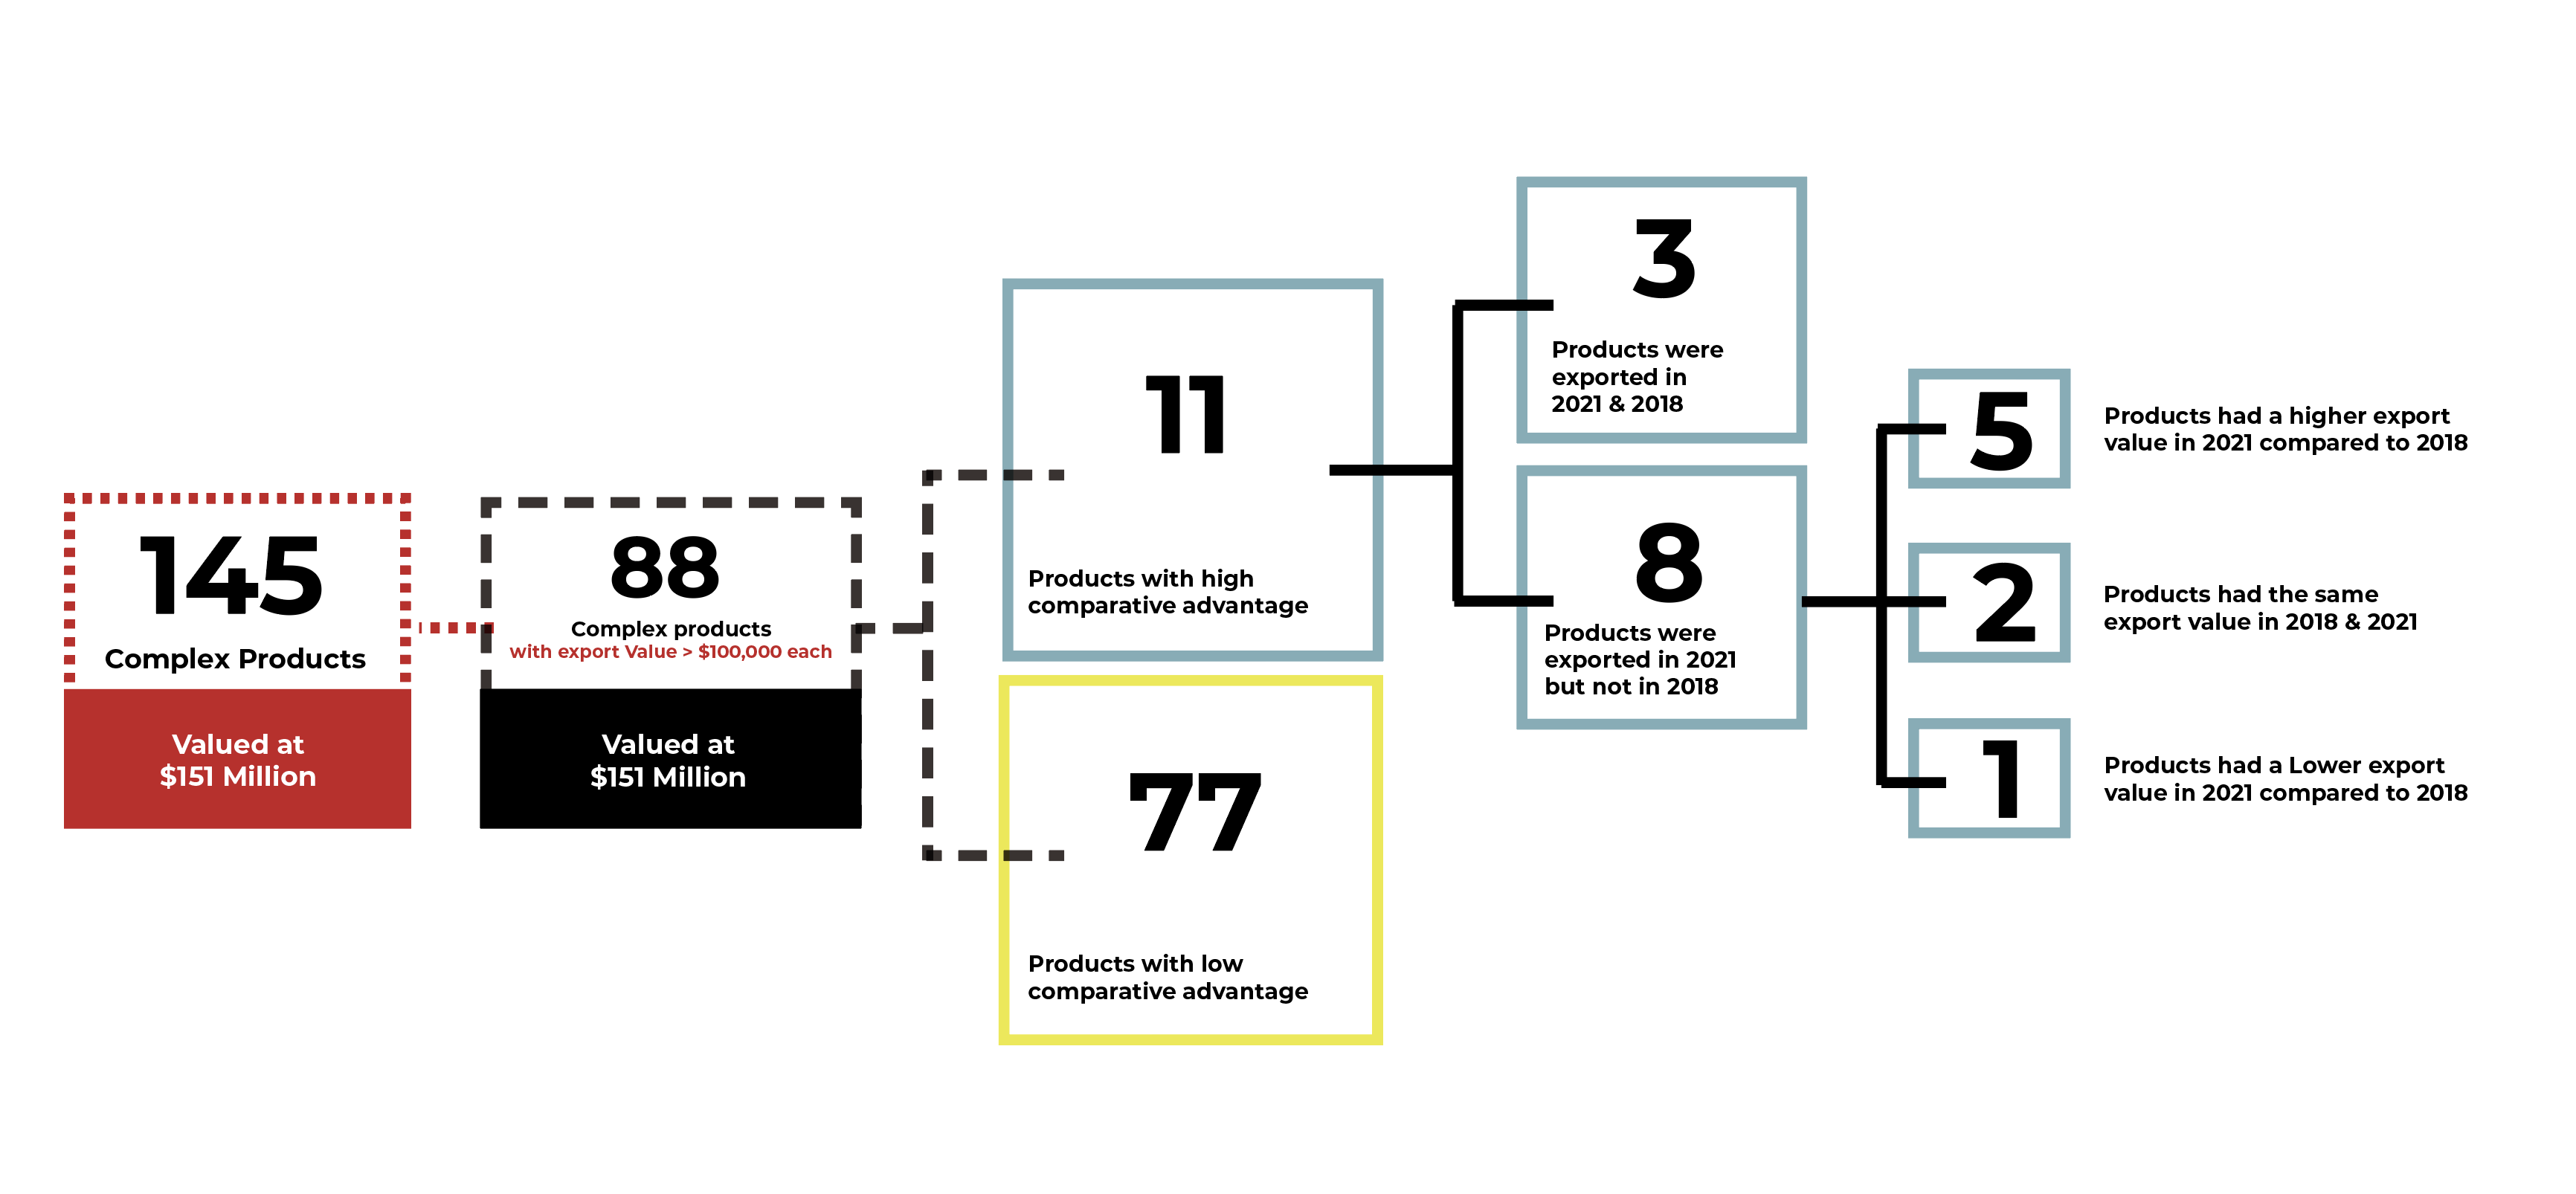 145
Complex Products
Valued at
$151 Million
88
Complex products
with export Value > $100,000 each
Valued at
$151 Million
11
Products with high
comparative advantage
77
Products with low
comparative advantage
3
Products were
exported in
2021 & 2018
8
Products were
exported in 2021
but not in 2018
5
Products had a higher export
value in 2021 compared to 2018
2
Products had the same
export value in 2018 & 2021
1
Products had a Lower export
value in 2021 compared to 2018